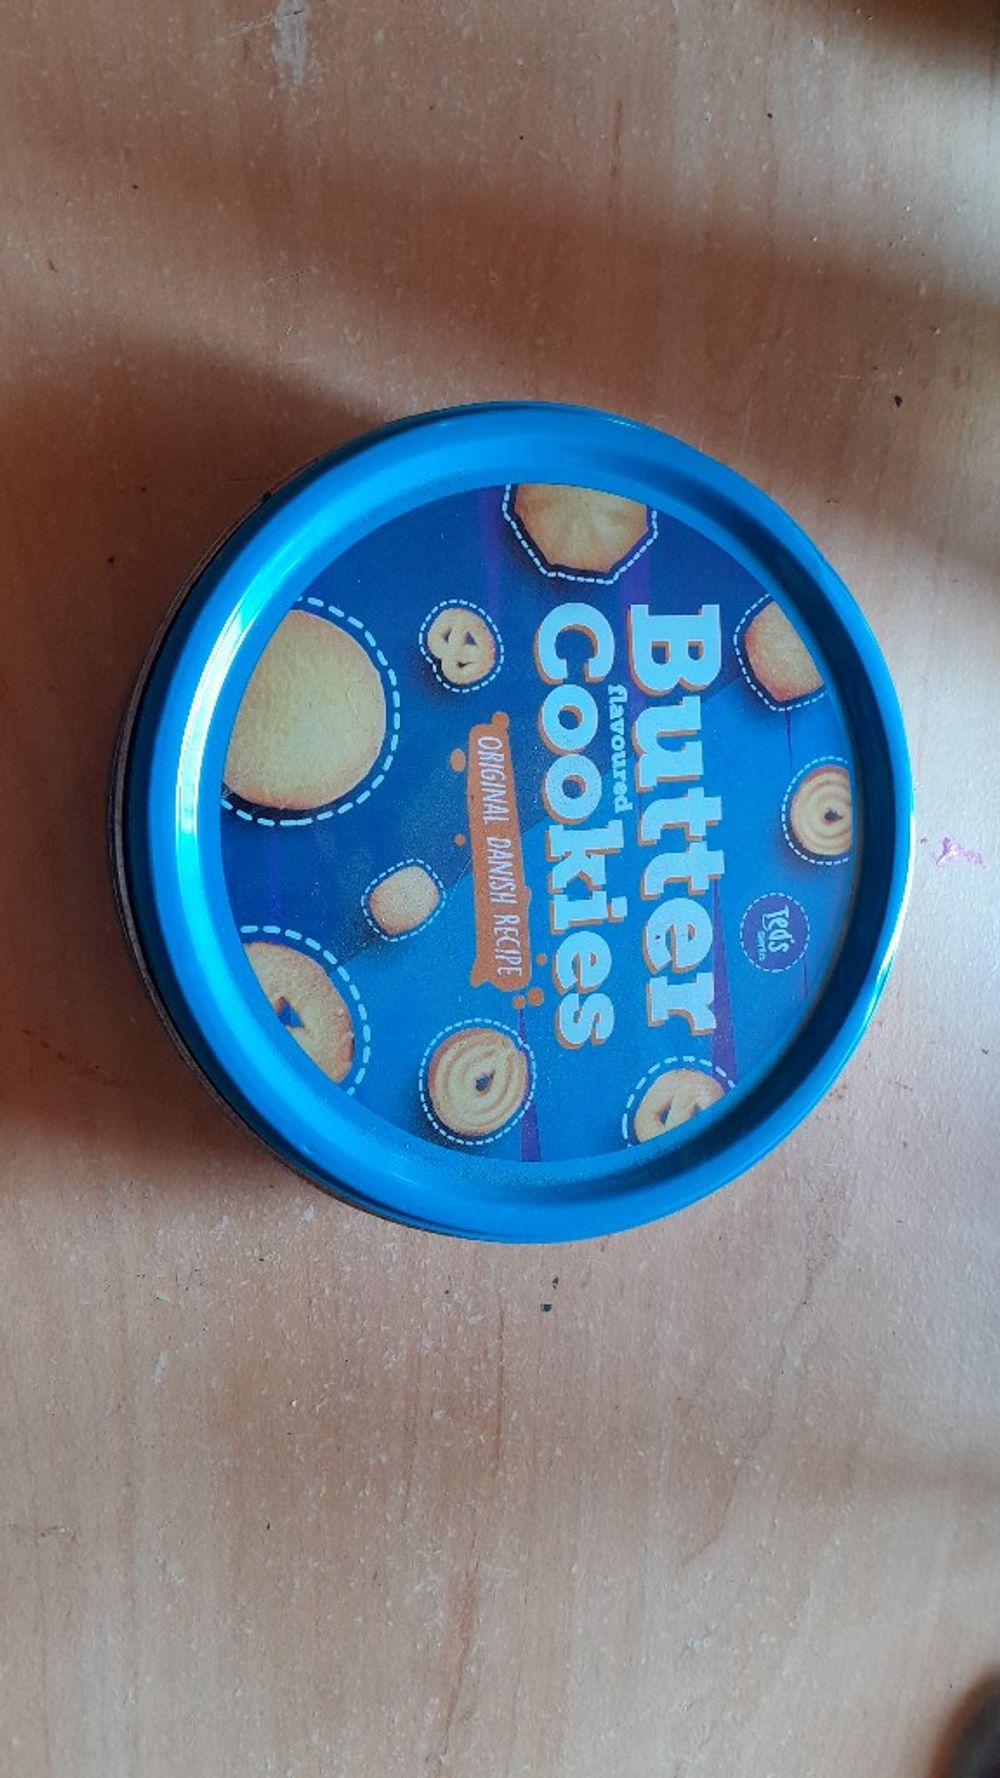 Ted's
Butter
flavoured
Cookies
ORIGINAL DANISH RECIPE